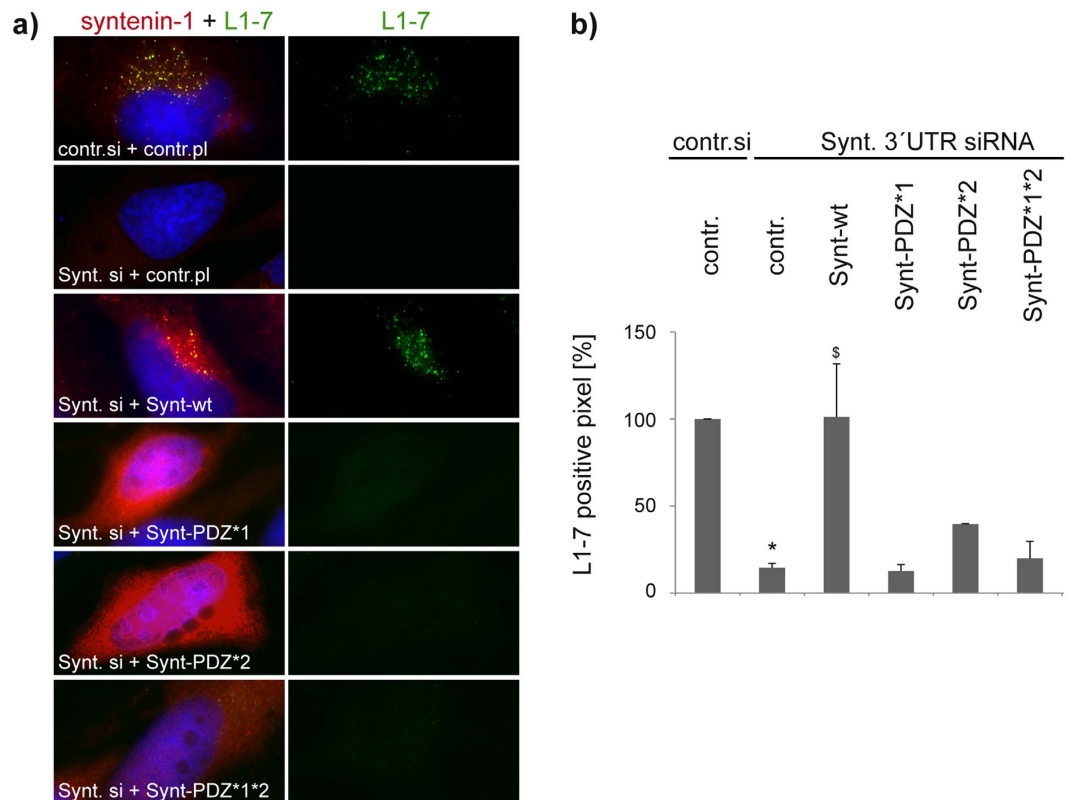 a)
syntenin-1 + L1-7
L1-7
contr.si + contr.pl
Synt. si + contr.pl
Synt. si + Synt-wt
Synt. si + Synt-PDZ*1
Synt. si + Synt-PDZ*2
Synt. si + Synt-PDZ*1*2
b)
contr.si
Synt. 3´UTR siRNA
contr.
contr.
Synt-wt
Synt-PDZ*1
Synt-PDZ*2
Synt-PDZ*1*2
L1-7 positive pixel [%]
150
100
50
0
*
$